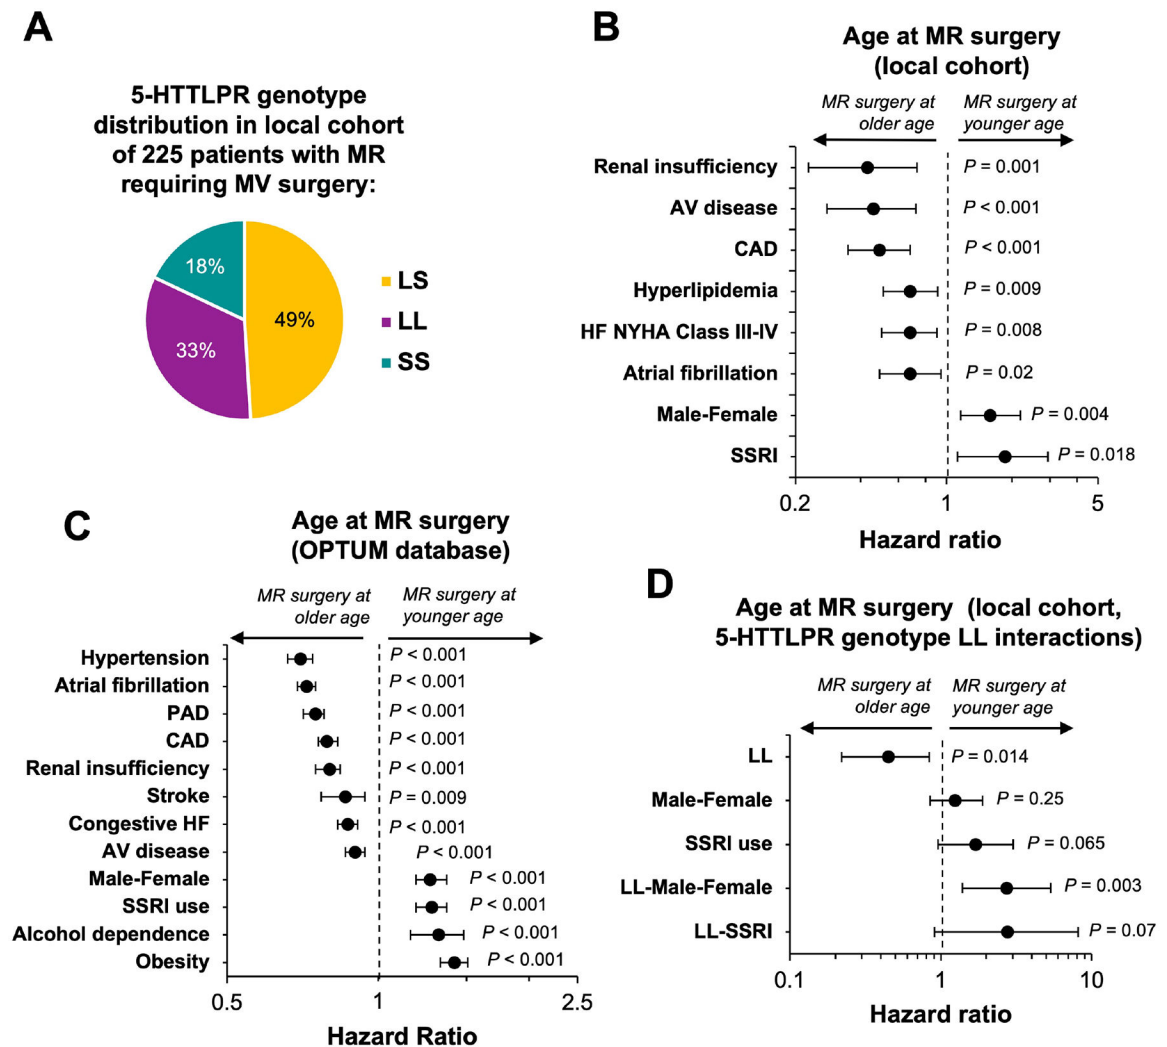 A
5-HTTLPR genotype
distribution in local cohort
of 225 patients with MR
requiring MV surgery:
18%
49%
33%
LS
LL
SS
B
Age at MR surgery
(local cohort)
MR surgery at
older age
MR surgery at
younger age
Renal insufficiency
P = 0.001
AV disease
P < 0.001
CAD
P < 0.001
Hyperlipidemia
P = 0.009
HF NYHA Class III-IV
P = 0.008
Atrial fibrillation
P = 0.02
Male-Female
P = 0.004
SSRI
P = 0.018
0.2 1 5
Hazard ratio
C
Age at MR surgery
(OPTUM database)
MR surgery at
older age
MR surgery at
younger age
Hypertension
P < 0.001
Atrial fibrillation
P < 0.001
PAD
P < 0.001
CAD
P < 0.001
Renal insufficiency
P < 0.001
Stroke
P = 0.009
Congestive HF
P < 0.001
AV disease
P < 0.001
Male-Female
P < 0.001
SSRI use
P < 0.001
Alcohol dependence
P < 0.001
Obesity
P < 0.001
0.5 1 2.5
Hazard Ratio
D
Age at MR surgery (local cohort,
5-HTTLPR genotype LL interactions)
MR surgery at
older age
MR surgery at
younger age
LL
P = 0.014
Male-Female
P = 0.25
SSRI use
P = 0.065
LL-Male-Female
P = 0.003
LL-SSRI
P = 0.07
0.1 1 10
Hazard ratio